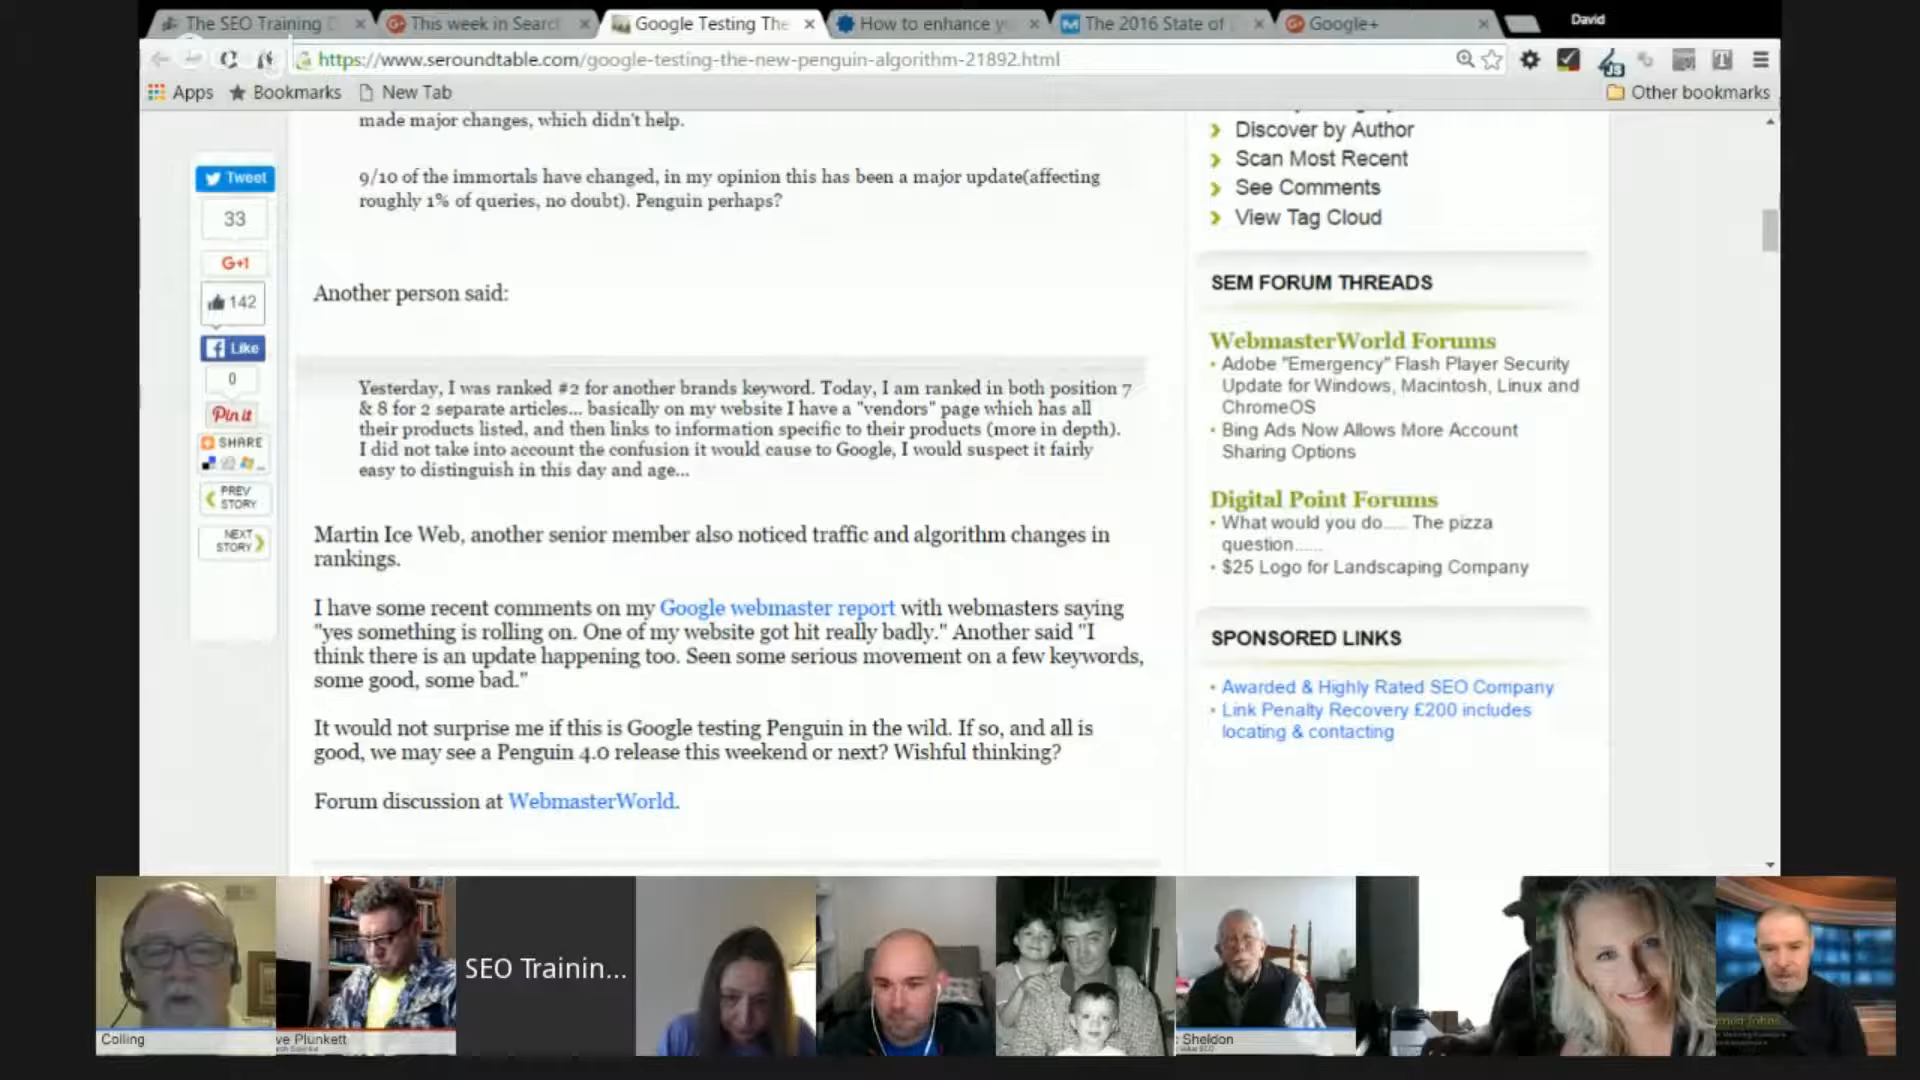 The SEO Training D
This week in Search
Google Testing The
How to enhance yo
The 2016 State of
Google+
David
https://www.seroundtable.com/google-testing-the-new-penguin-algorithm-21892.html
Apps
Bookmarks
New Tab
Other bookmarks
Tweet
33
G+1
142
Like
0
Pin it
SHARE
PREV
STORY
NEXT
STORY
made major changes, which didn't help.
9/10 of the immortals have changed, in my opinion this has been a major update(affecting
roughly 1% of queries, no doubt). Penguin perhaps?
Another person said:
Yesterday, I was ranked #2 for another brands keyword. Today, I am ranked in both position 7
& 8 for 2 separate articles... basically on my website I have a "vendors" page which has all
their products listed, and then links to information specific to their products (more in depth).
I did not take into account the confusion it would cause to Google, I would suspect it fairly
easy to distinguish in this day and age...
Martin Ice Web, another senior member also noticed traffic and algorithm changes in
rankings.
I have some recent comments on my Google webmaster report with webmasters saying
"yes something is rolling on. One of my website got hit really badly." Another said "I
think there is an update happening too. Seen some serious movement on a few keywords,
some good, some bad."
It would not surprise me if this is Google testing Penguin in the wild. If so, and all is
good, we may see a Penguin 4.0 release this weekend or next? Wishful thinking?
Forum discussion at WebmasterWorld.
Discover by Author
Scan Most Recent
See Comments
View Tag Cloud
SEM FORUM THREADS
WebmasterWorld Forums
Adobe "Emergency" Flash Player Security
Update for Windows, Macintosh, Linux and
ChromeOS
Bing Ads Now Allows More Account
Sharing Options
Digital Point Forums
What would you do..... The pizza
question......
$25 Logo for Landscaping Company
SPONSORED LINKS
Awarded & Highly Rated SEO Company
Link Penalty Recovery £200 includes
locating & contacting
SEO Trainin...
Colling
ve Plunkett
Sheldon